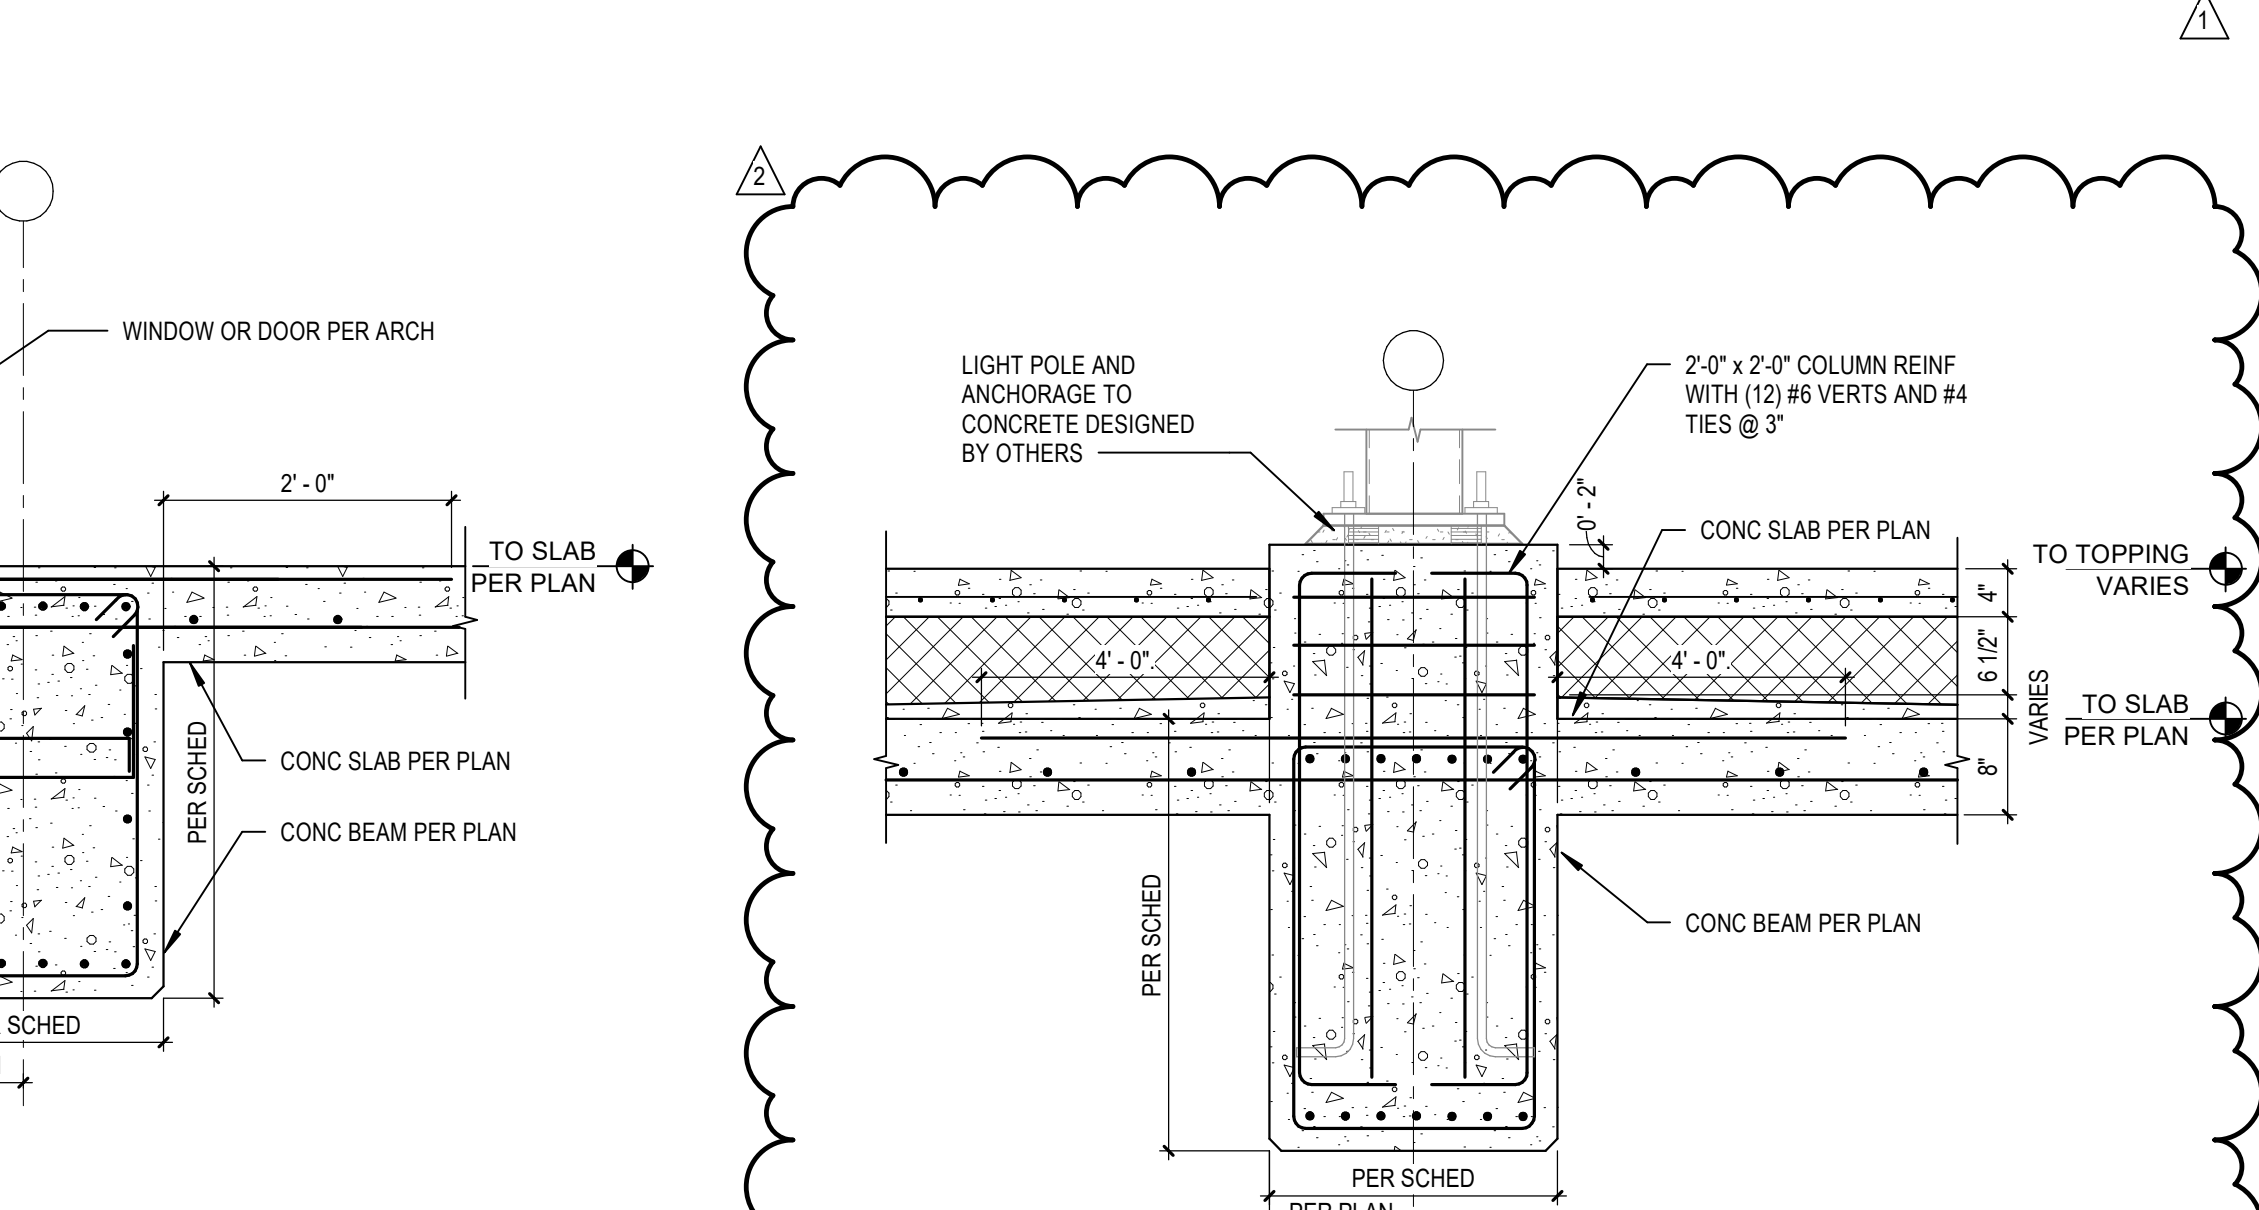 1
2
WINDOW OR DOOR PER ARCH
2' - 0"
TO SLAB
PER PLAN
PER SCHED
CONC SLAB PER PLAN
CONC BEAM PER PLAN
SCHED
LIGHT POLE AND
ANCHORAGE TO
CONCRETE DESIGNED
BY OTHERS
2'-0" x 2'-0" COLUMN REINF
WITH (12) #6 VERTS AND #4
TIES @ 3"
0' - 2"
CONC SLAB PER PLAN
TO TOPPING
VARIES
4"
6 1/2"
VARIES
4' - 0"
4' - 0"
TO SLAB
PER PLAN
8"
PER SCHED
CONC BEAM PER PLAN
PER SCHED
PER PLAN